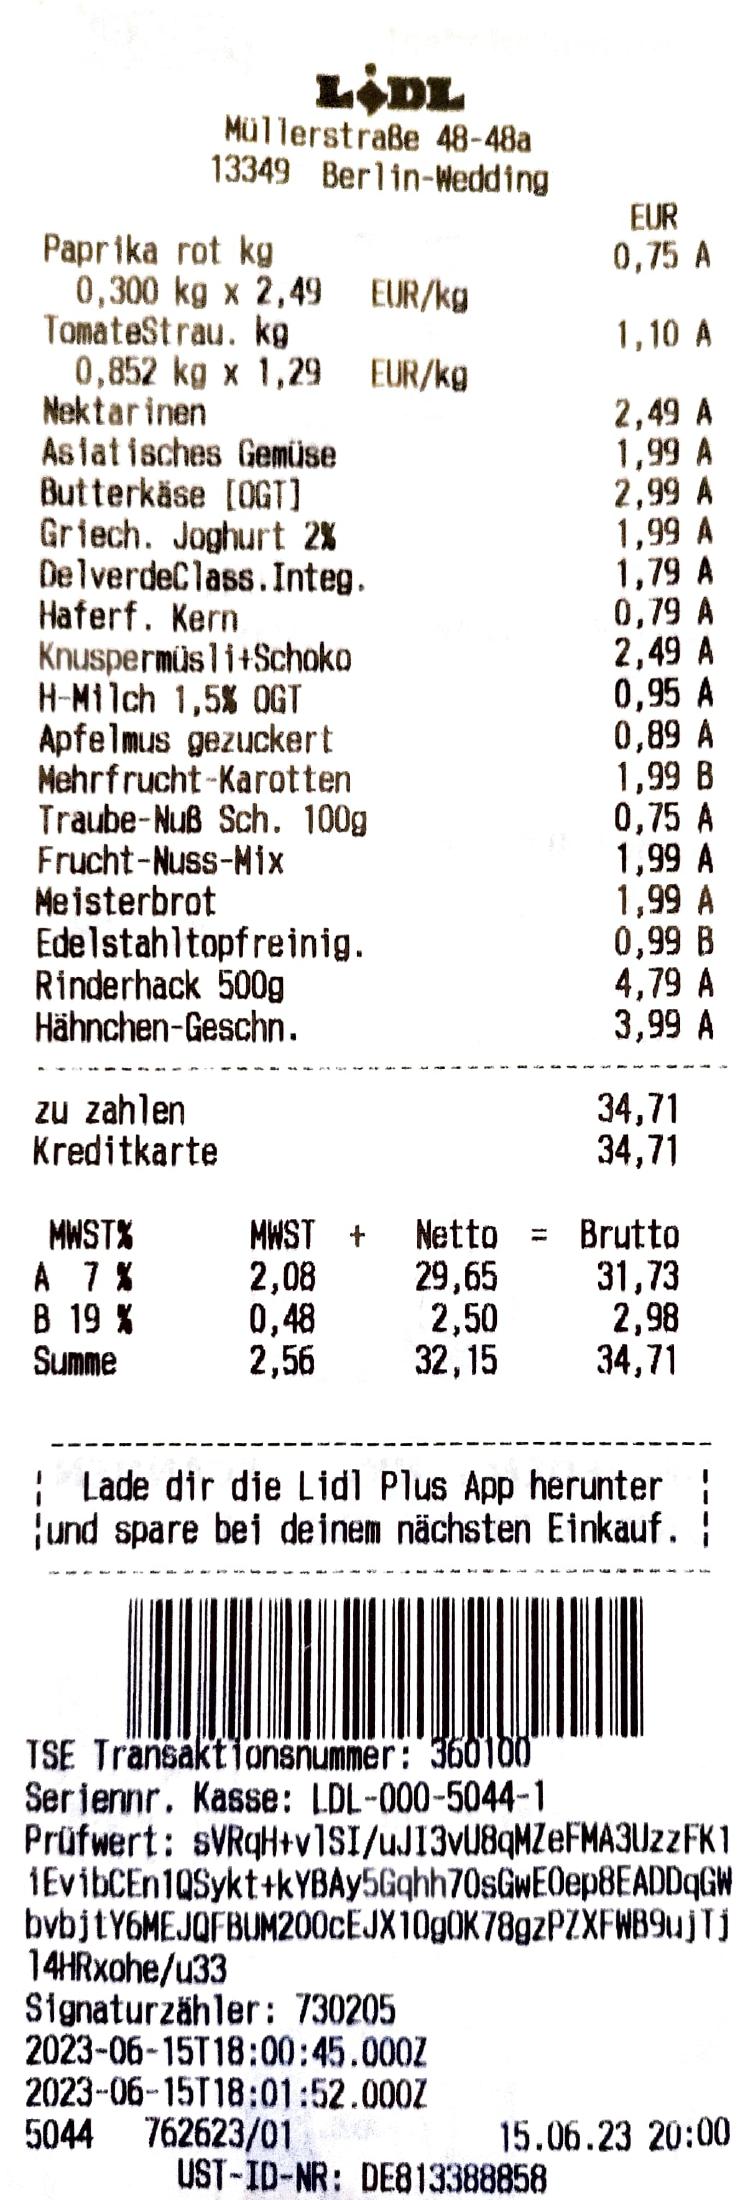 LIDL
Müllerstraße 48-48a
13349 Berlin-Wedding
EUR
Paprika rot kg 0,75 A
0,300 kg x 2,49 EUR/kg
TomateStrau. kg 1,10 A
0,852 kg x 1,29 EUR/kg
Nektarinen 2,49 A
Asiatisches Gemüse 1,99 A
Butterkäse [OGT] 2,99 A
Griech. Joghurt 2% 1,99 A
DelverdeClass.Integ. 1,79 A
Haferf. Kern 0,79 A
Knuspermüsli+Schoko 2,49 A
H-Milch 1,5% OGT 0,95 A
Apfelmus gezuckert 0,89 A
Mehrfrucht-Karotten 1,99 B
Traube-Nuß Sch. 100g 0,75 A
Frucht-Nuss-Mix 1,99 A
Meisterbrot 1,99 A
Edelstahltopfreinig. 0,99 B
Rinderhack 500g 4,79 A
Hähnchen-Geschn. 3,99 A
zu zahlen 34,71
Kreditkarte 34,71
MWST% MWST + Netto = Brutto
A 7 % 2,08 29,65 31,73
B 19 % 0,48 2,50 2,98
Summe 2,56 32,15 34,71
Lade dir die Lidl Plus App herunter
und spare bei deinem nächsten Einkauf.
TSE Transaktionsnummer: 360100
Seriennr. Kasse: LDL-000-5044-1
Prüfwert: sVRqH+vlSI/uJI3vU8qMZeFMA3UzzFK1
iEvibCEn1QSykt+kYBAy5Gqhh70sGwE0ep8EADDqGW
bvbjtY6MEJQFBUM200cEJX10gOK78gzPZXFWB9ujTj
l4HRxohe/u33
Signaturzähler: 730205
2023-06-15T18:00:45.000Z
2023-06-15T18:01:52.000Z
5044 762623/01 15.06.23 20:00
UST-ID-NR: DE813388858